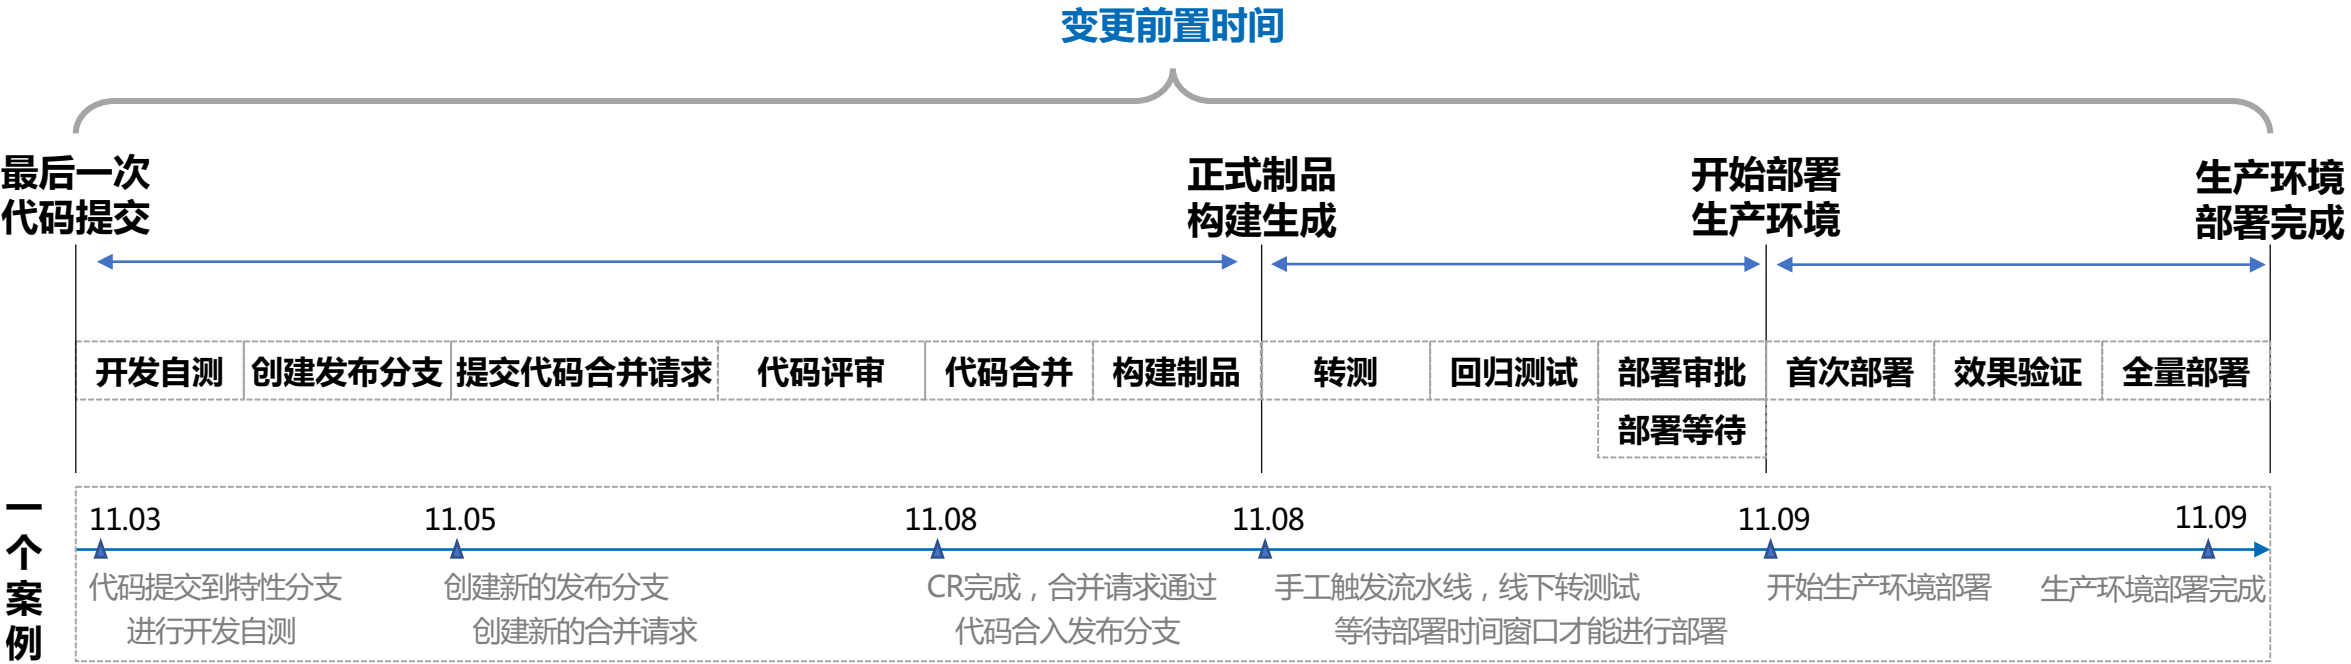 变更前置时间
最后一次
代码提交
正式制品
构建生成
开始部署
生产环境
生产环境
部署完成
开发自测
创建发布分支
提交代码合并请求
代码评审
代码合并
构建制品
转测
回归测试
部署审批
首次部署
效果验证
全量部署
部署等待
一个案例
11.03
11.05
11.08
11.08
11.09
11.09
代码提交到特性分支
进行开发自测
创建新的发布分支
创建新的合并请求
CR完成，合并请求通过
代码合入发布分支
手工触发流水线，线下转测试
等待部署时间窗口才能进行部署
开始生产环境部署
生产环境部署完成